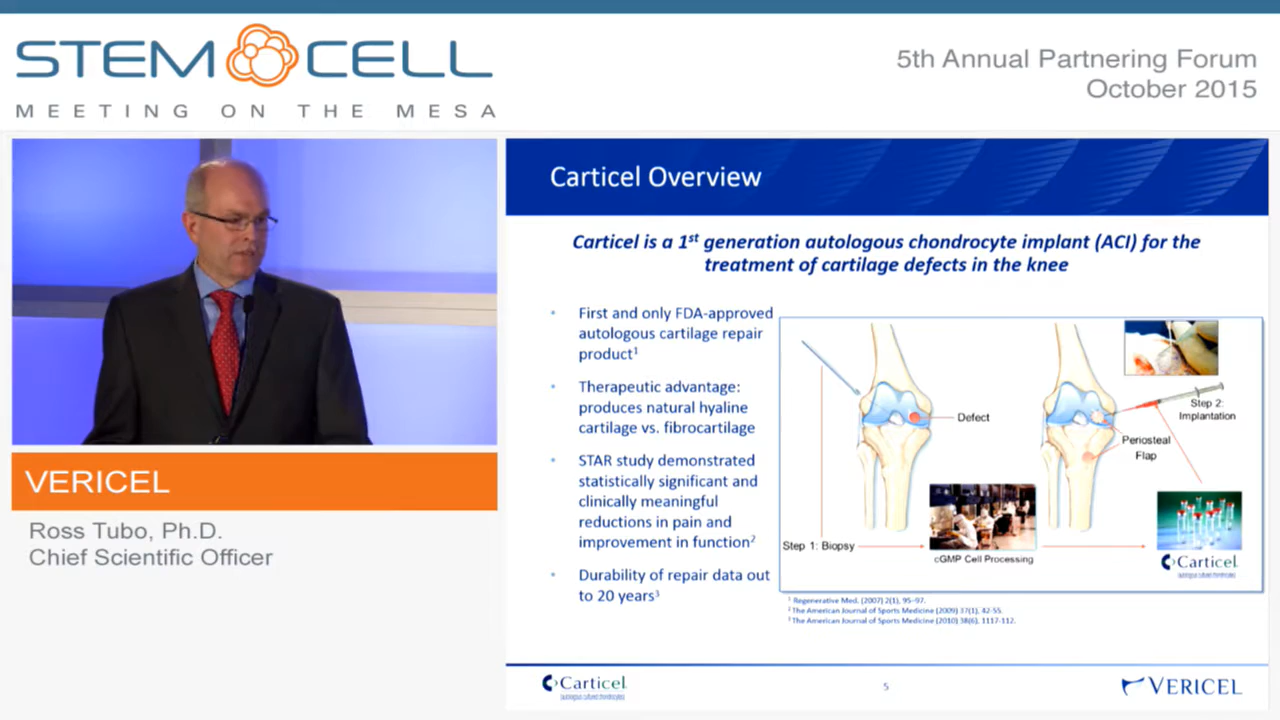 STEM CELL
MEETING ON THE MESA
5th Annual Partnering Forum
October 2015
Carticel Overview
Carticel is a 1st generation autologous chondrocyte implant (ACI) for the
treatment of cartilage defects in the knee
• First and only FDA-approved
autologous cartilage repair
product1
• Therapeutic advantage:
produces natural hyaline
cartilage vs. fibrocartilage
• STAR study demonstrated
statistically significant and
clinically meaningful
reductions in pain and
improvement in function2
• Durability of repair data out
to 20 years3
Defect
Step 1: Biopsy
cGMP Cell Processing
Step 2:
Implantation
Periosteal
Flap
Carticel
autologous cultured chondrocytes
1 Regenerative Med. (2007) 2(1), 95–97.
2 The American Journal of Sports Medicine (2009) 37(1), 42-55.
3 The American Journal of Sports Medicine (2010) 38(6), 1117-112.
Carticel
autologous cultured chondrocytes
5
VERICEL
VERICEL
Ross Tubo, Ph.D.
Chief Scientific Officer